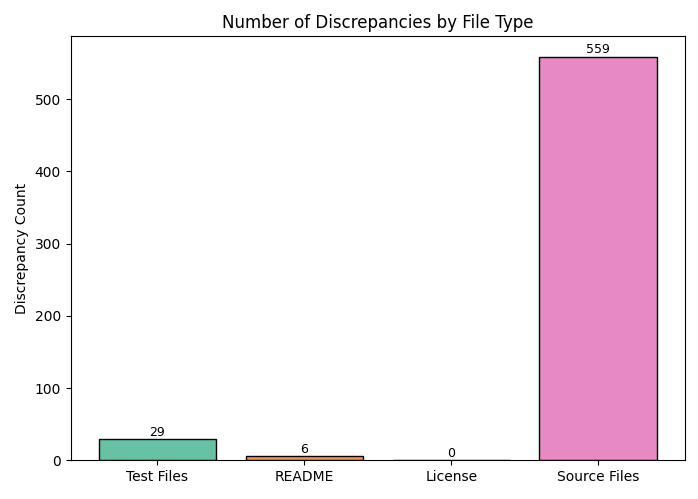 Number of Discrepancies by File Type
Discrepancy Count
500
400
300
200
100
0
29
6
0
559
Test Files
README
License
Source Files